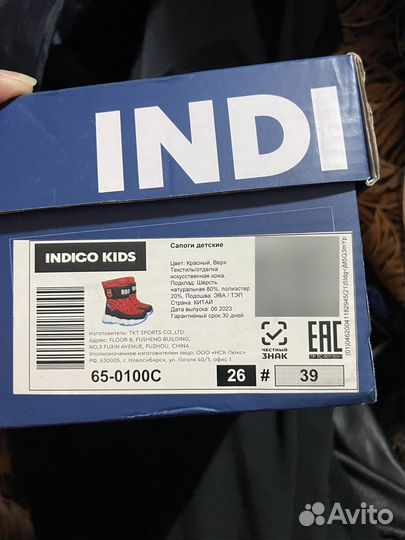 INDI
INDIGO KIDS
Сапоги детские
Цвет: Красный, Верх
Текстиль/отделка
искусственная кожа,
Подклад: Шерсть
натуральная 80%, полиэстер
20%, Подошва: ЭВА / ТЭП
Страна: КИТАЙ
Дата выпуска: 06 2023
Гарантийный срок 30 дней
Изготовитель: TKT SPORTS CO.,LTD.
Адрес: FLOOR 8, FUSHENG BUILDING,
NO.3 FUXIN AVENUE, FUZHOU, CHINA
Уполномоченное изготовителем лицо: ООО «НСК-Люкс»
РФ, 630005, г. Новосибирск, ул. Гоголя 40/1, офис 1
ЧЕСТНЫЙ
ЗНАК
EAC
65-0100C
26 # 39
Avito